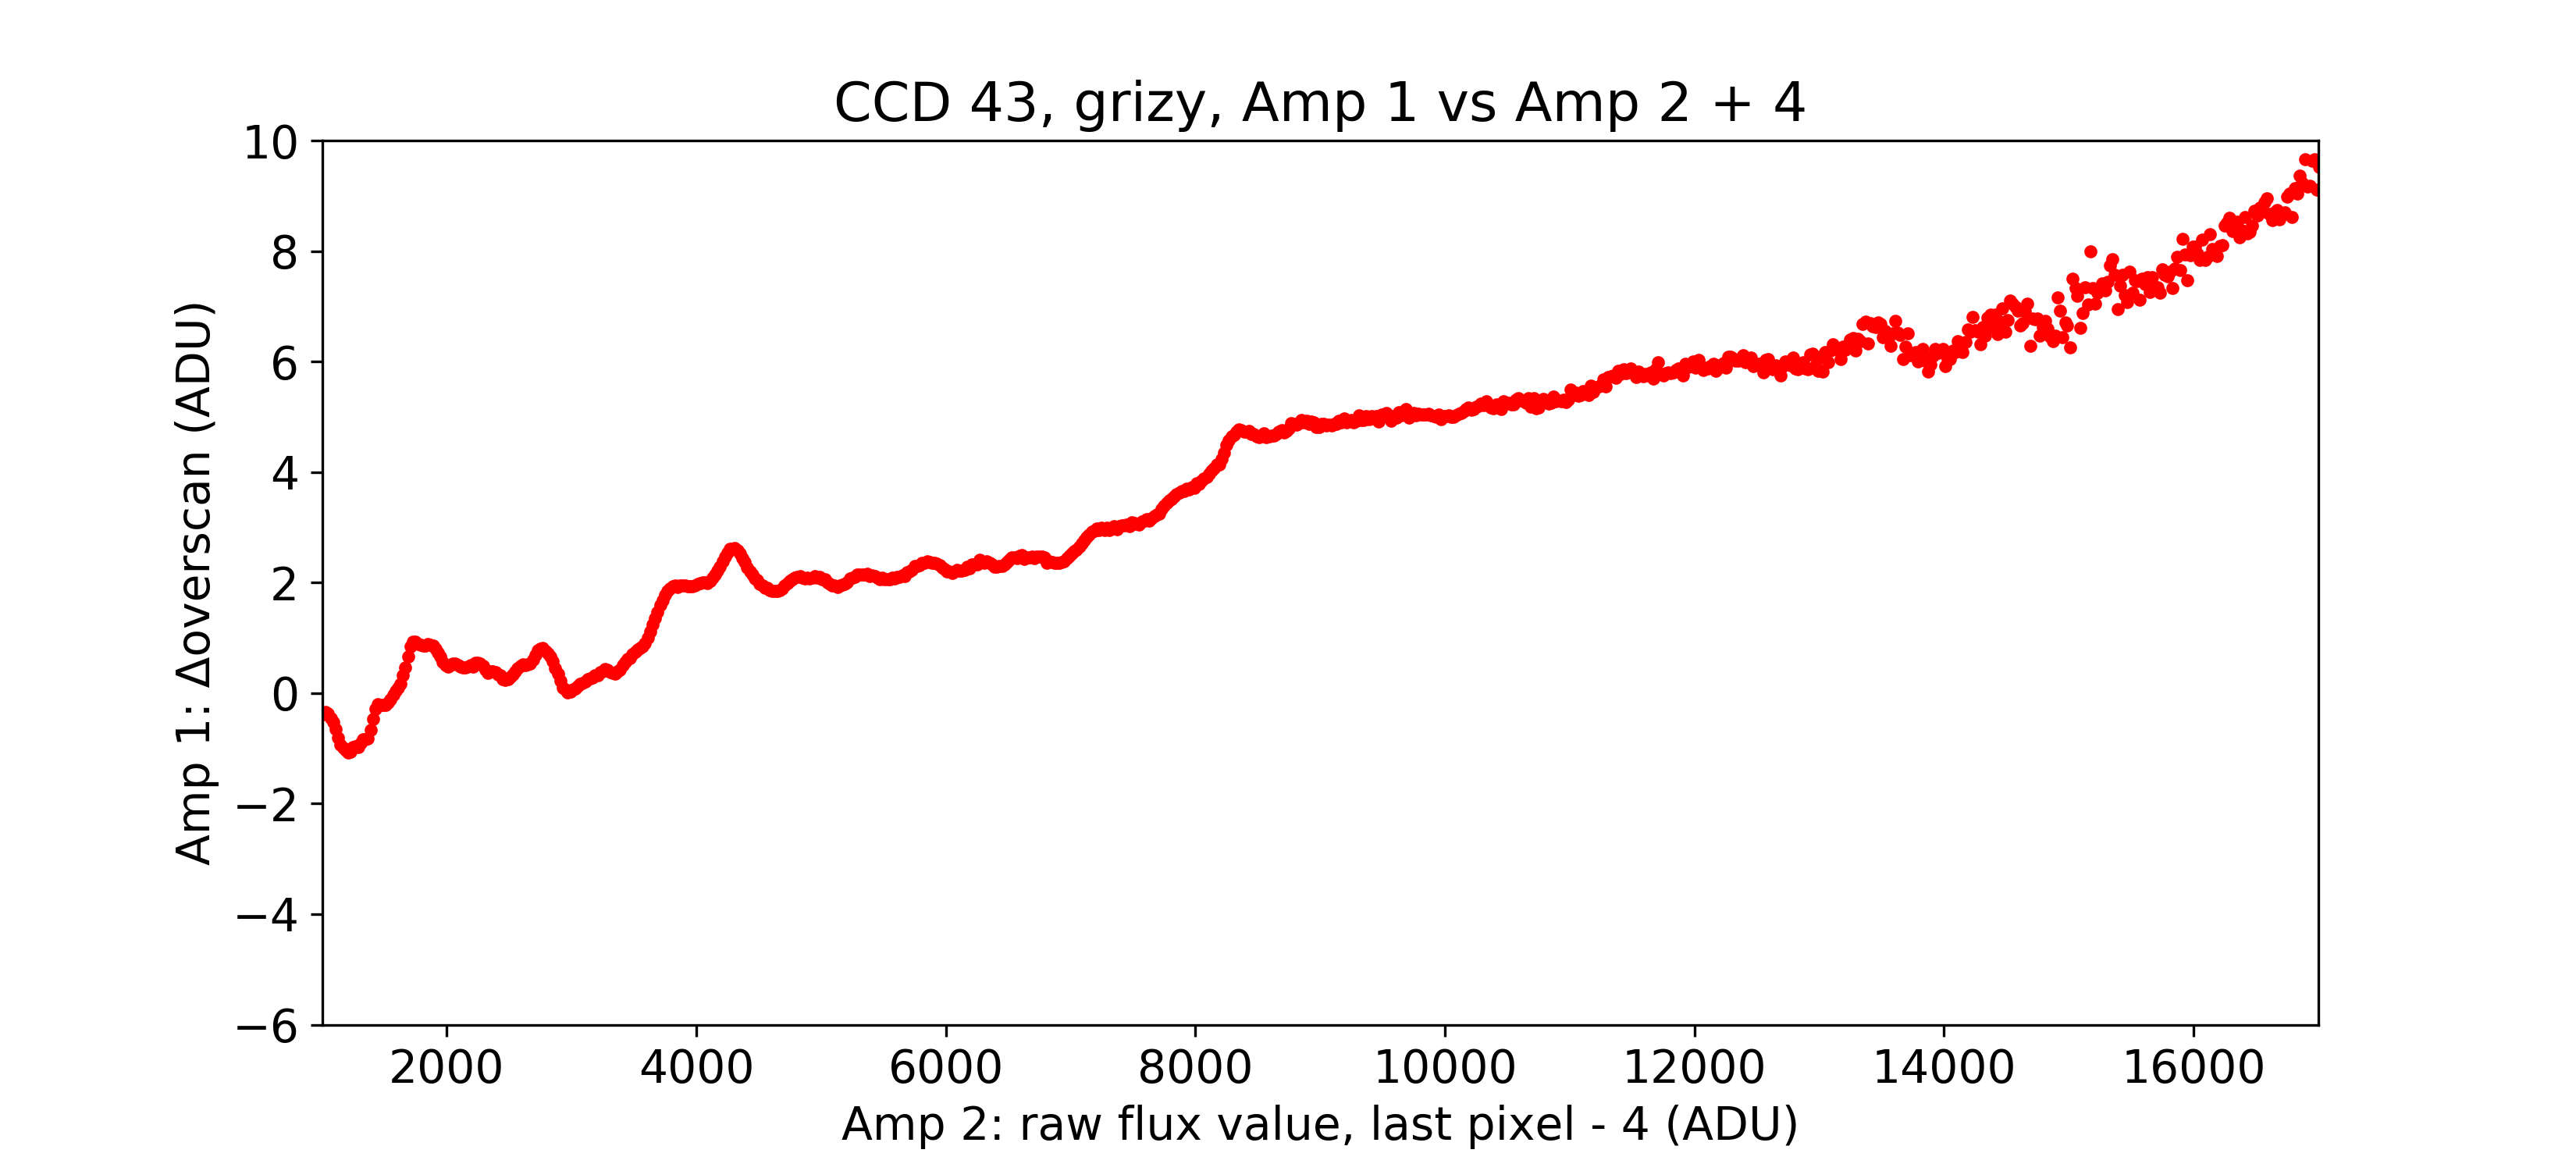 CCD 43, grizy, Amp 1 vs Amp 2 + 4
10
8
6
4
2
0
−2
−4
−6
Amp 1: Δoverscan (ADU)
2000 4000 6000 8000 10000 12000 14000 16000
Amp 2: raw flux value, last pixel - 4 (ADU)